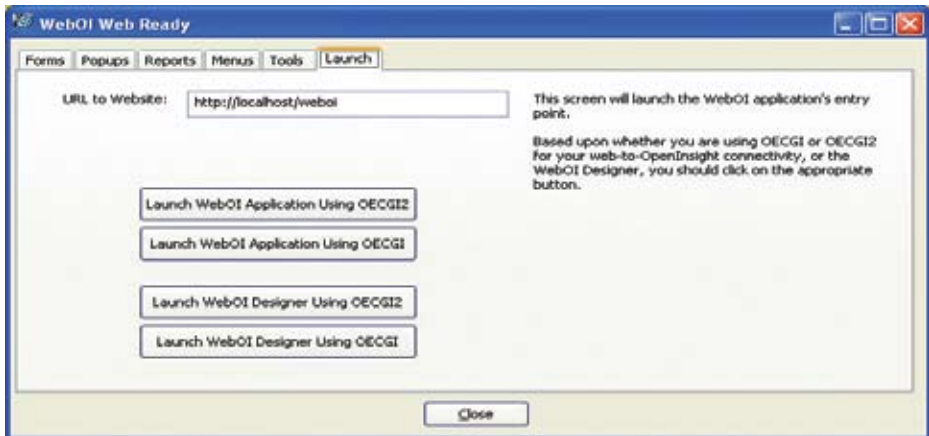 WebOI Web Ready
Forms Popups Reports Menus Tools Launch
URL to Website: http://localhost/weboi
This screen will launch the WebOI application's entry
point.
Based upon whether you are using OECGI or OECGI2
for your web-to-OpenInsight connectivity, or the
WebOI Designer, you should click on the appropriate
button.
Launch WebOI Application Using OECGI2
Launch WebOI Application Using OECGI
Launch WebOI Designer Using OECGI2
Launch WebOI Designer Using OECGI
Close